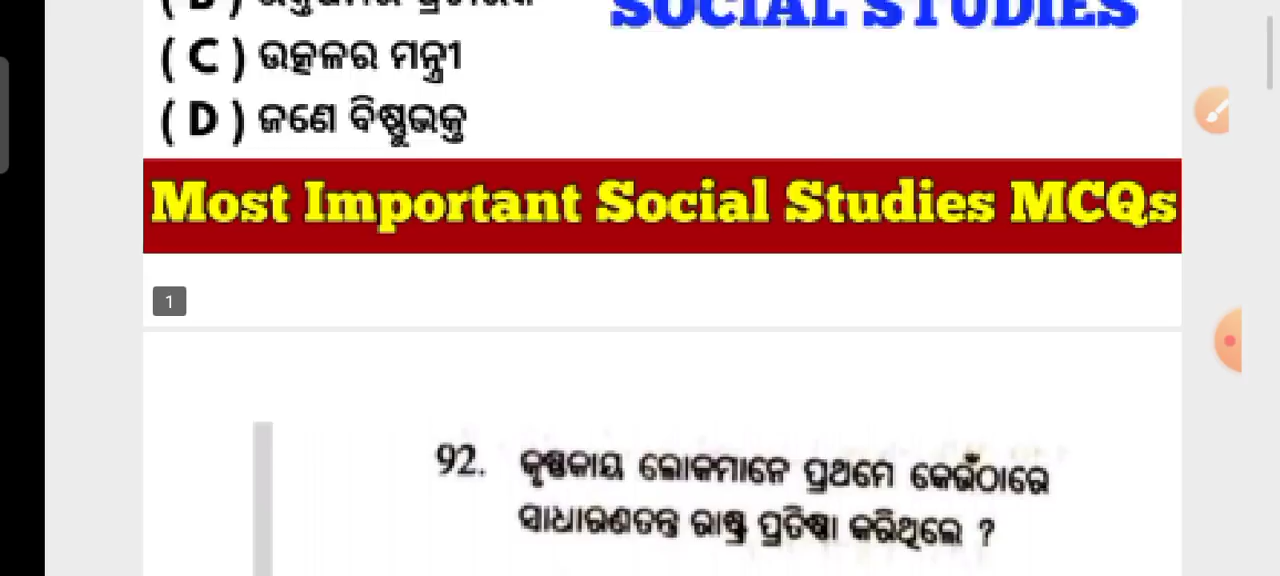 SOCIAL STUDIES
( C ) ଉତ୍କଳର ମନ୍ତ୍ରୀ
( D ) ଜଣେ ବିଷ୍ଣୁଭକ୍ତ
Most Important Social Studies MCQs
1
92. କୃଷକାୟ ଲୋକମାନେ ପ୍ରଥମେ କେଉଁଠାରେ
ସାଧାରଣତନ୍ତ୍ର ରାଷ୍ଟ୍ର ପ୍ରତିଷ୍ଠା କରିଥିଲେ ?